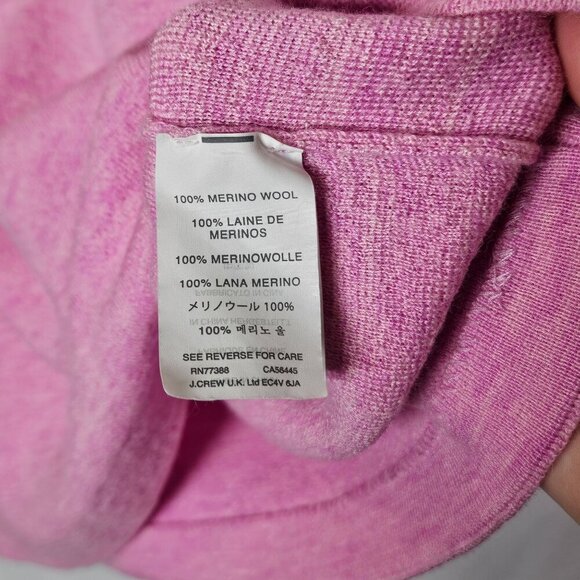 100% MERINO WOOL
100% LAINE DE
MERINOS
100% MERINOWOLLE
100% LANA MERINO
メリノウール 100%
100% 메리노 울
SEE REVERSE FOR CARE
RN77388 CA56445
J.CREW U.K. Ltd EC4V 6JA